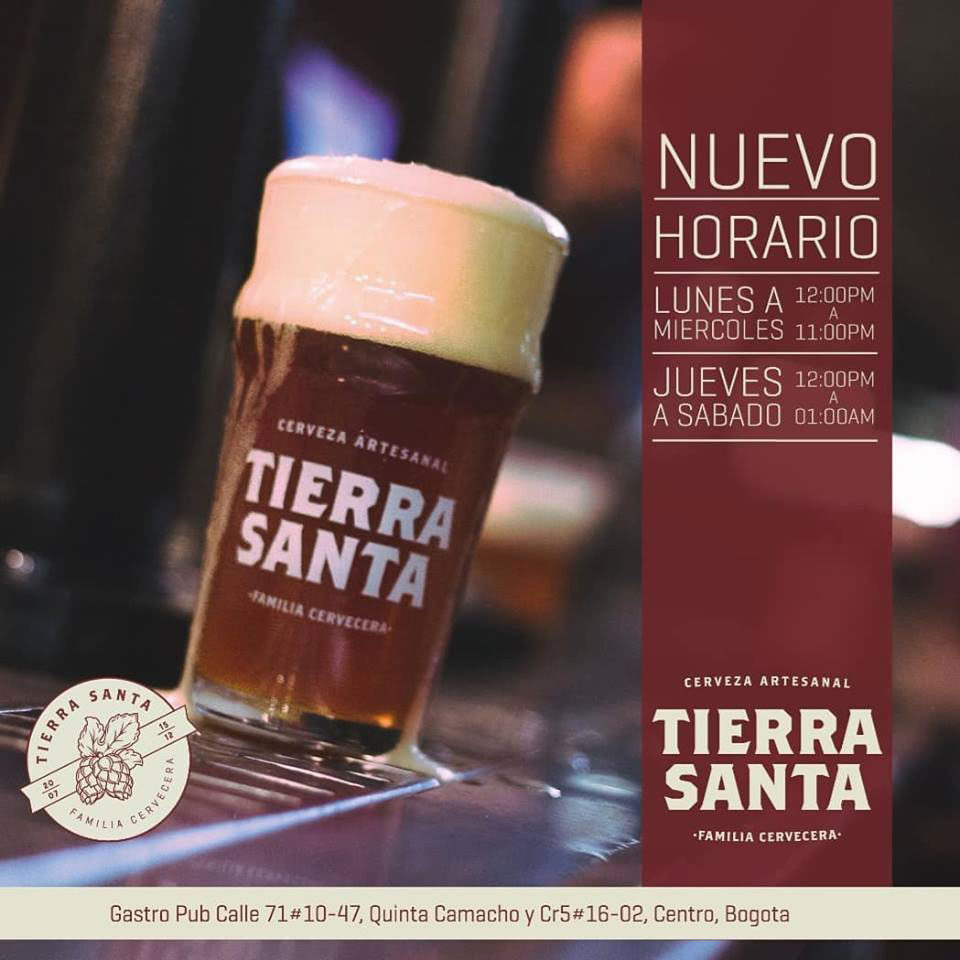 NUEVO
HORARIO
LUNES A
MIERCOLES
12:00PM
A
11:00PM
JUEVES
A SABADO
12:00PM
A
01:00AM
CERVEZA ARTESANAL
TIERRA
SANTA
·FAMILIA CERVECERA·
TIERRA SANTA
15
12
20
07
FAMILIA CERVECERA
CERVEZA ARTESANAL
TIERRA
SANTA
·FAMILIA CERVECERA·
Gastro Pub Calle 71#10-47, Quinta Camacho y Cr5#16-02, Centro, Bogota